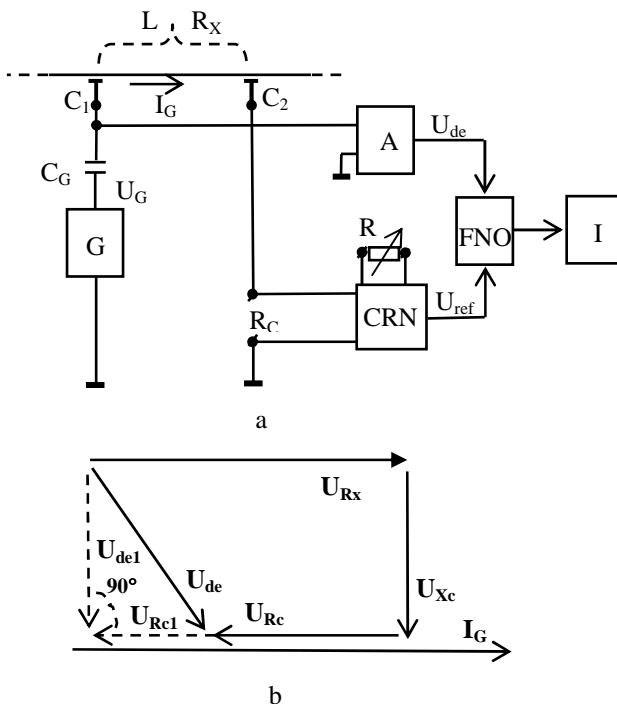 L R_X
C_1 I_G C_2
C_G U_G
G
A
U_de
R
FNO
I
R_C
CRN
U_ref
a
U_Rx
U_de1
U_de
90°
U_Xc
U_Rc1 U_Rc
I_G
b